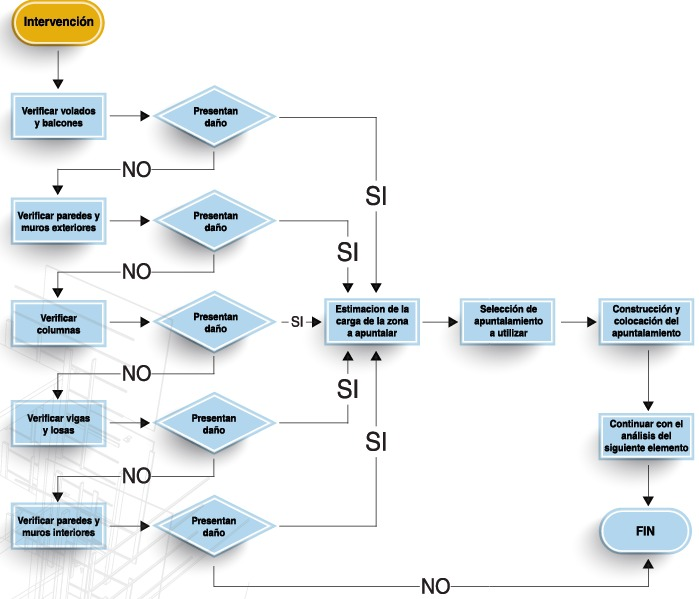 Intervención
Verificar volados
y balcones
Presentan
daño
SI
NO
Verificar paredes y
muros exteriores
Presentan
daño
SI
NO
Verificar
columnas
Presentan
daño
SI
Estimacion de la
carga de la zona
a apuntalar
Selección de
apuntalamiento
a utilizar
Construcción y
colocación del
apuntalamiento
NO
Verificar vigas
y losas
Presentan
daño
SI
Continuar con el
análisis del
siguiente elemento
NO
SI
Verificar paredes y
muros interiores
Presentan
daño
FIN
NO